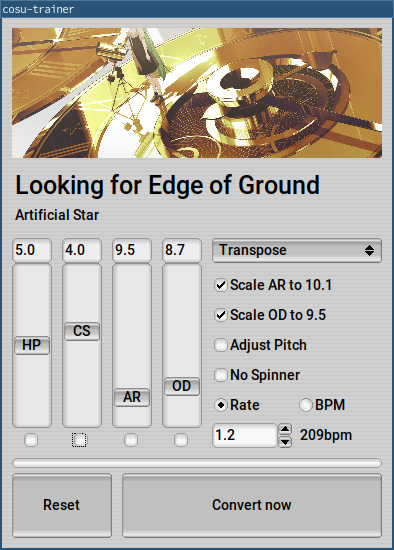 cosu-trainer
Looking for Edge of Ground
Artificial Star
5.0 4.0 9.5 8.7 Transpose
Scale AR to 10.1
Scale OD to 9.5
HP CS Adjust Pitch
No Spinner
AR OD Rate BPM
1.2 209bpm
Reset Convert now